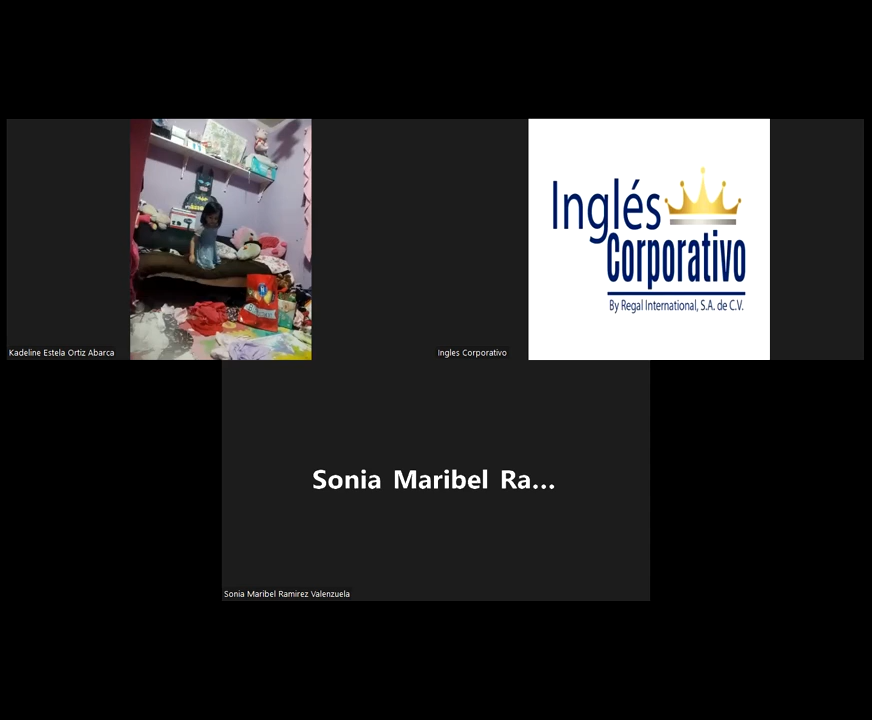 Inglés
Corporativo
By Regal International, S.A. de C.V.
Kadeline Estela Ortiz Abarca
Ingles Corporativo
Sonia Maribel Ra...
Sonia Maribel Ramirez Valenzuela